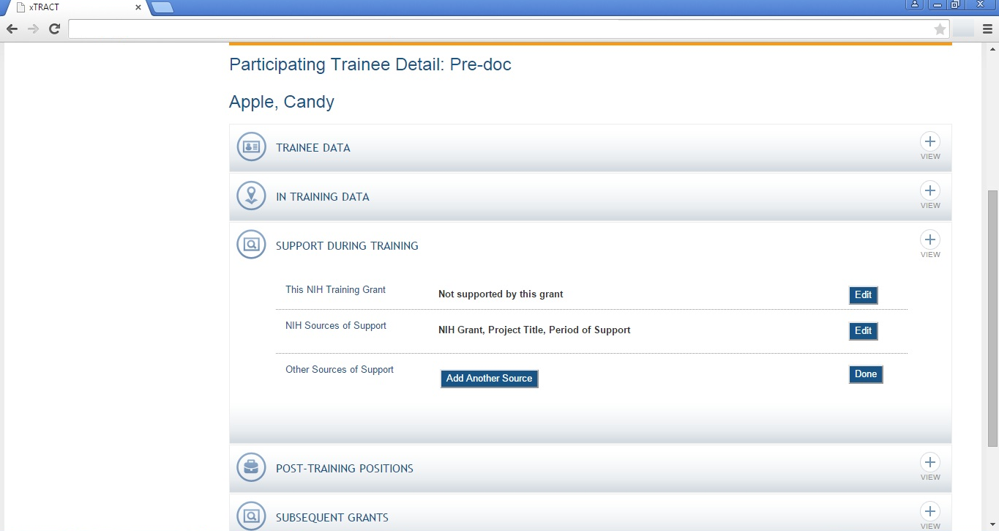 xTRACT
Participating Trainee Detail: Pre-doc
Apple, Candy
TRAINEE DATA
VIEW
IN TRAINING DATA
VIEW
SUPPORT DURING TRAINING
VIEW
This NIH Training Grant
Not supported by this grant
Edit
NIH Sources of Support
NIH Grant, Project Title, Period of Support
Edit
Other Sources of Support
Add Another Source
Done
POST-TRAINING POSITIONS
VIEW
SUBSEQUENT GRANTS
VIEW